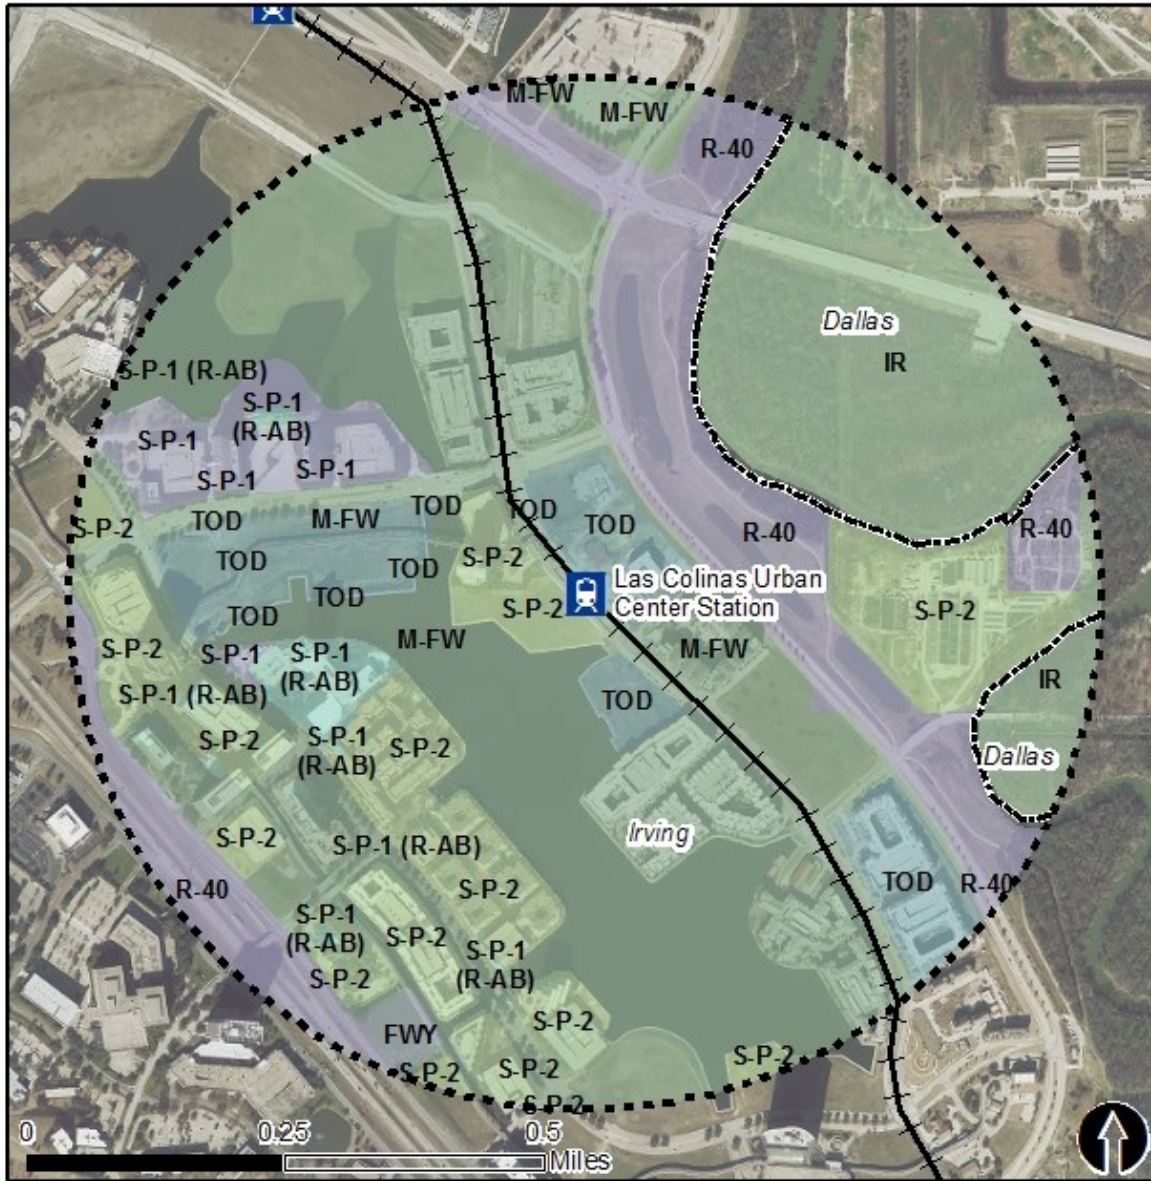 M-FW
M-FW
R-40
Dallas
IR
S-P-1 (R-AB)
S-P-1
(R-AB)
S-P-1
S-P-1
S-P-1
TOD
S-P-2
TOD
M-FW
TOD
TOD
R-40
R-40
TOD
TOD
S-P-2
Las Colinas Urban
Center Station
TOD
S-P-2
S-P-2
TOD
M-FW
M-FW
S-P-2
S-P-1
S-P-1
(R-AB)
IR
S-P-1 (R-AB)
TOD
S-P-2
S-P-1
(R-AB)
S-P-2
Dallas
Irving
S-P-2
S-P-1 (R-AB)
R-40
S-P-2
TOD
R-40
S-P-1
(R-AB)
S-P-2
S-P-1
(R-AB)
S-P-2
S-P-2
FWY
S-P-2
S-P-2
S-P-2
S-P-2
0
0.25
0.5
Miles